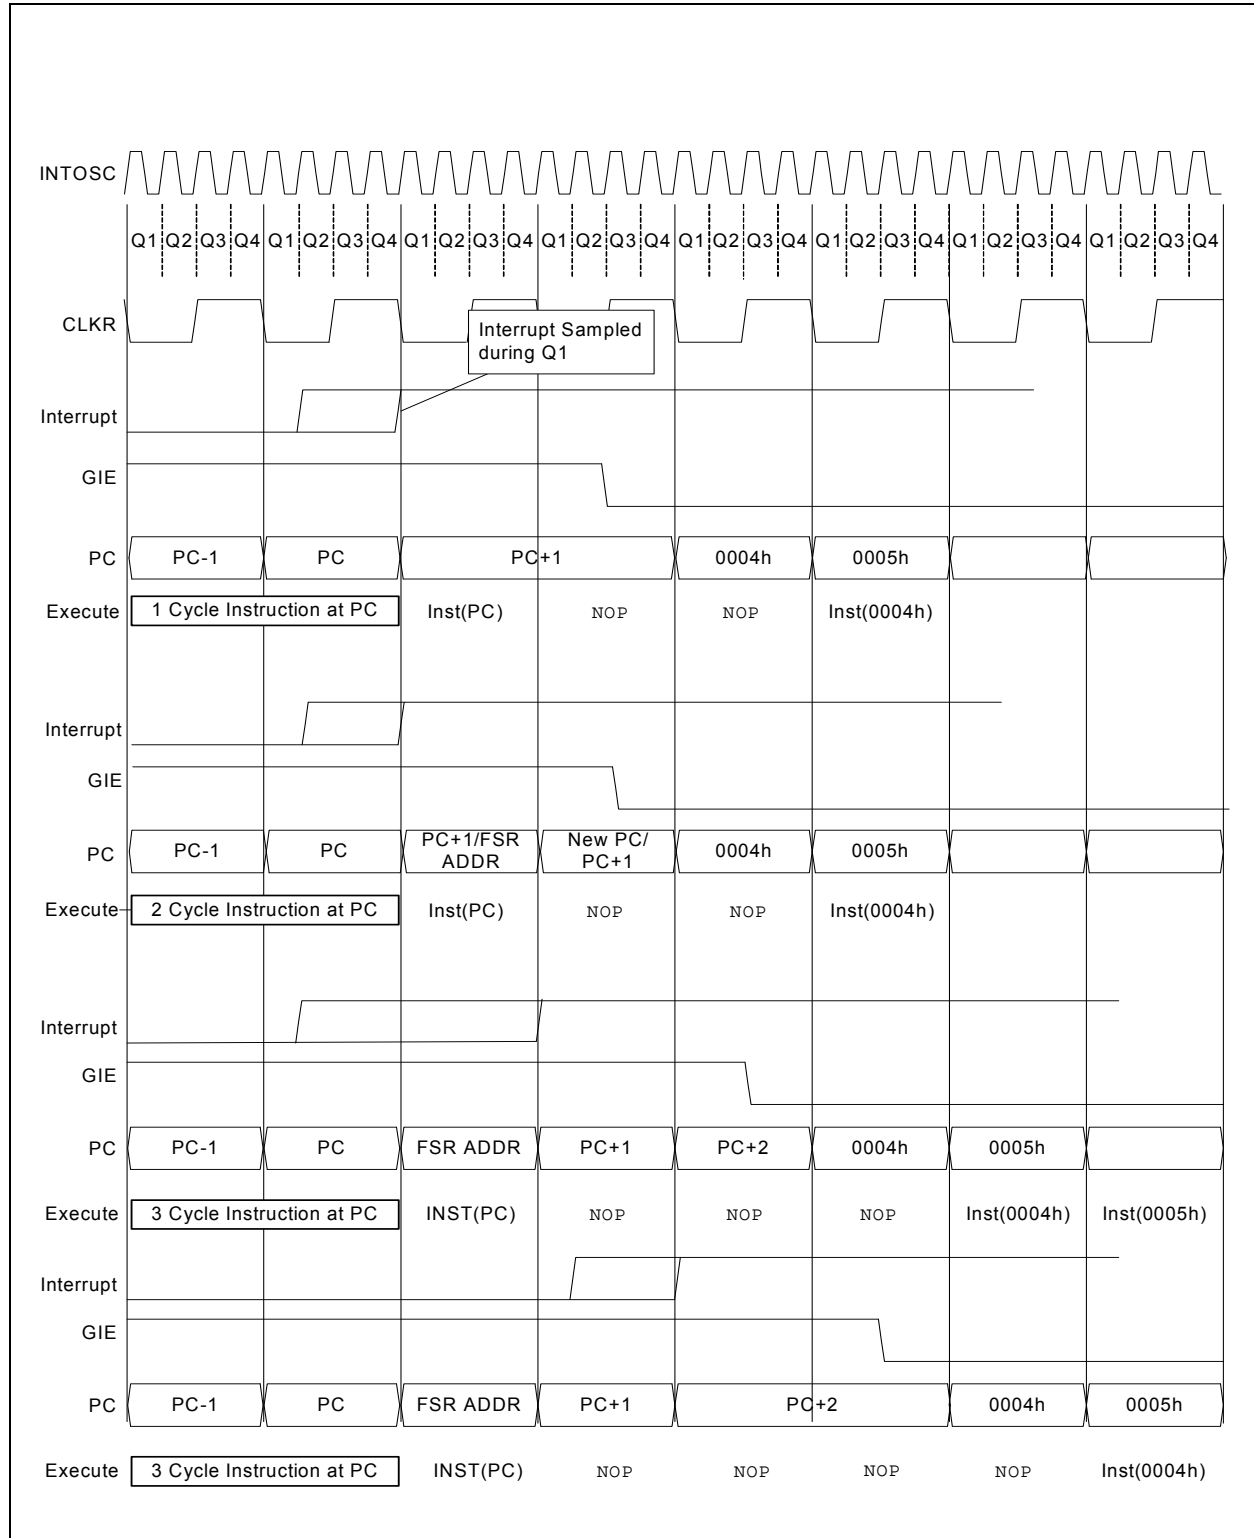 INTOSC
Q1 Q2 Q3 Q4 Q1 Q2 Q3 Q4 Q1 Q2 Q3 Q4 Q1 Q2 Q3 Q4 Q1 Q2 Q3 Q4 Q1 Q2 Q3 Q4 Q1 Q2 Q3 Q4 Q1 Q2 Q3 Q4
CLKR
Interrupt Sampled
during Q1
Interrupt
GIE
PC PC-1 PC PC+1 0004h 0005h
Execute 1 Cycle Instruction at PC Inst(PC) NOP NOP Inst(0004h)
Interrupt
GIE
PC PC-1 PC PC+1/FSR ADDR New PC/ PC+1 0004h 0005h
Execute 2 Cycle Instruction at PC Inst(PC) NOP NOP Inst(0004h)
Interrupt
GIE
PC PC-1 PC FSR ADDR PC+1 PC+2 0004h 0005h
Execute 3 Cycle Instruction at PC INST(PC) NOP NOP NOP Inst(0004h) Inst(0005h)
Interrupt
GIE
PC PC-1 PC FSR ADDR PC+1 PC+2 0004h 0005h
Execute 3 Cycle Instruction at PC INST(PC) NOP NOP NOP NOP Inst(0004h)